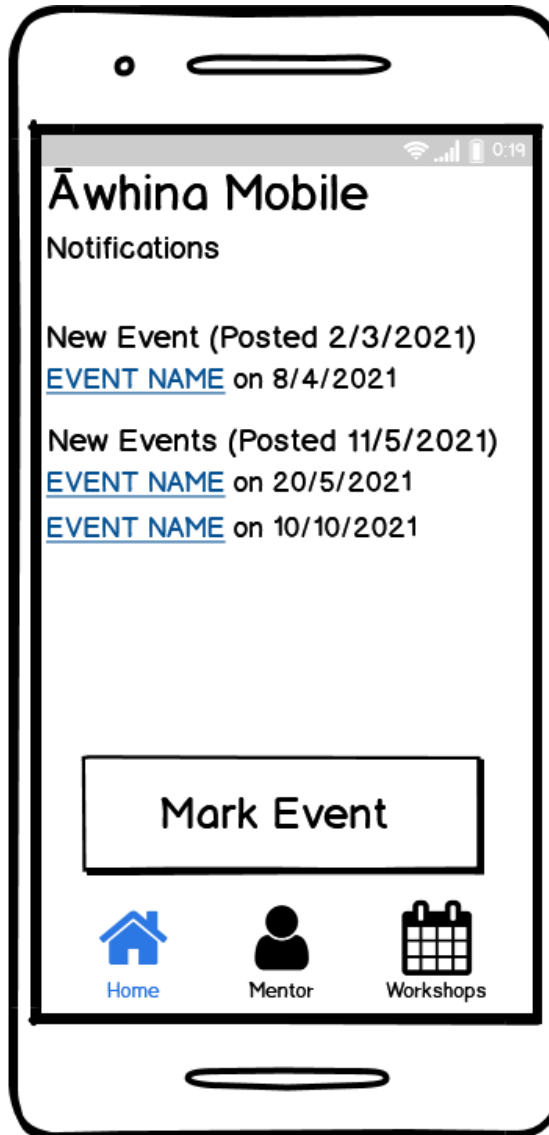 0:19
Āwhina Mobile
Notifications
New Event (Posted 2/3/2021)
EVENT NAME on 8/4/2021
New Events (Posted 11/5/2021)
EVENT NAME on 20/5/2021
EVENT NAME on 10/10/2021
Mark Event
Home Mentor Workshops